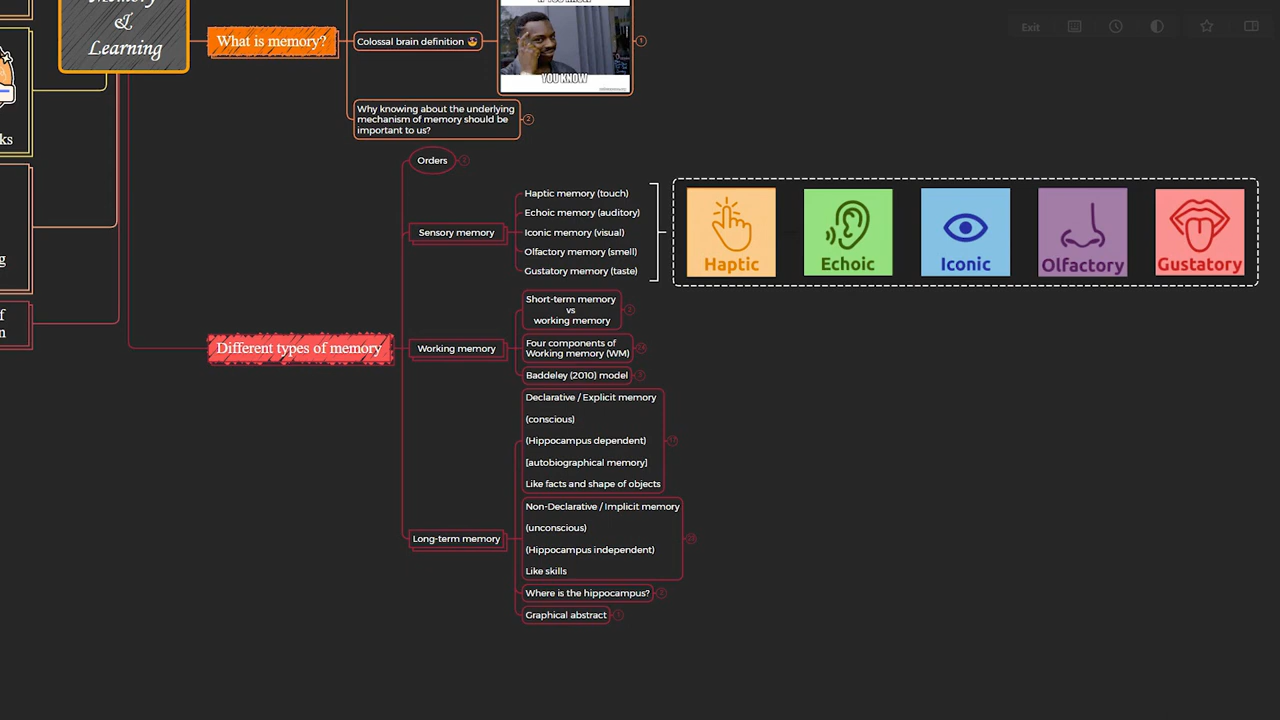 Memory
&
Learning
ks
g
f
n
What is memory?
Colossal brain definition
YOU KNOW
1
Why knowing about the underlying
mechanism of memory should be
important to us?
2
Exit
Different types of memory
Orders
Sensory memory
Haptic memory (touch)
Echoic memory (auditory)
Iconic memory (visual)
Olfactory memory (smell)
Gustatory memory (taste)
Haptic
Echoic
Iconic
Olfactory
Gustatory
Working memory
Short-term memory
vs
working memory
Four components of
Working memory (WM)
Baddeley (2010) model
Long-term memory
Declarative / Explicit memory
(conscious)
(Hippocampus dependent)
[autobiographical memory]
Like facts and shape of objects
17
Non-Declarative / Implicit memory
(unconscious)
(Hippocampus independent)
Like skills
Where is the hippocampus?
Graphical abstract
1